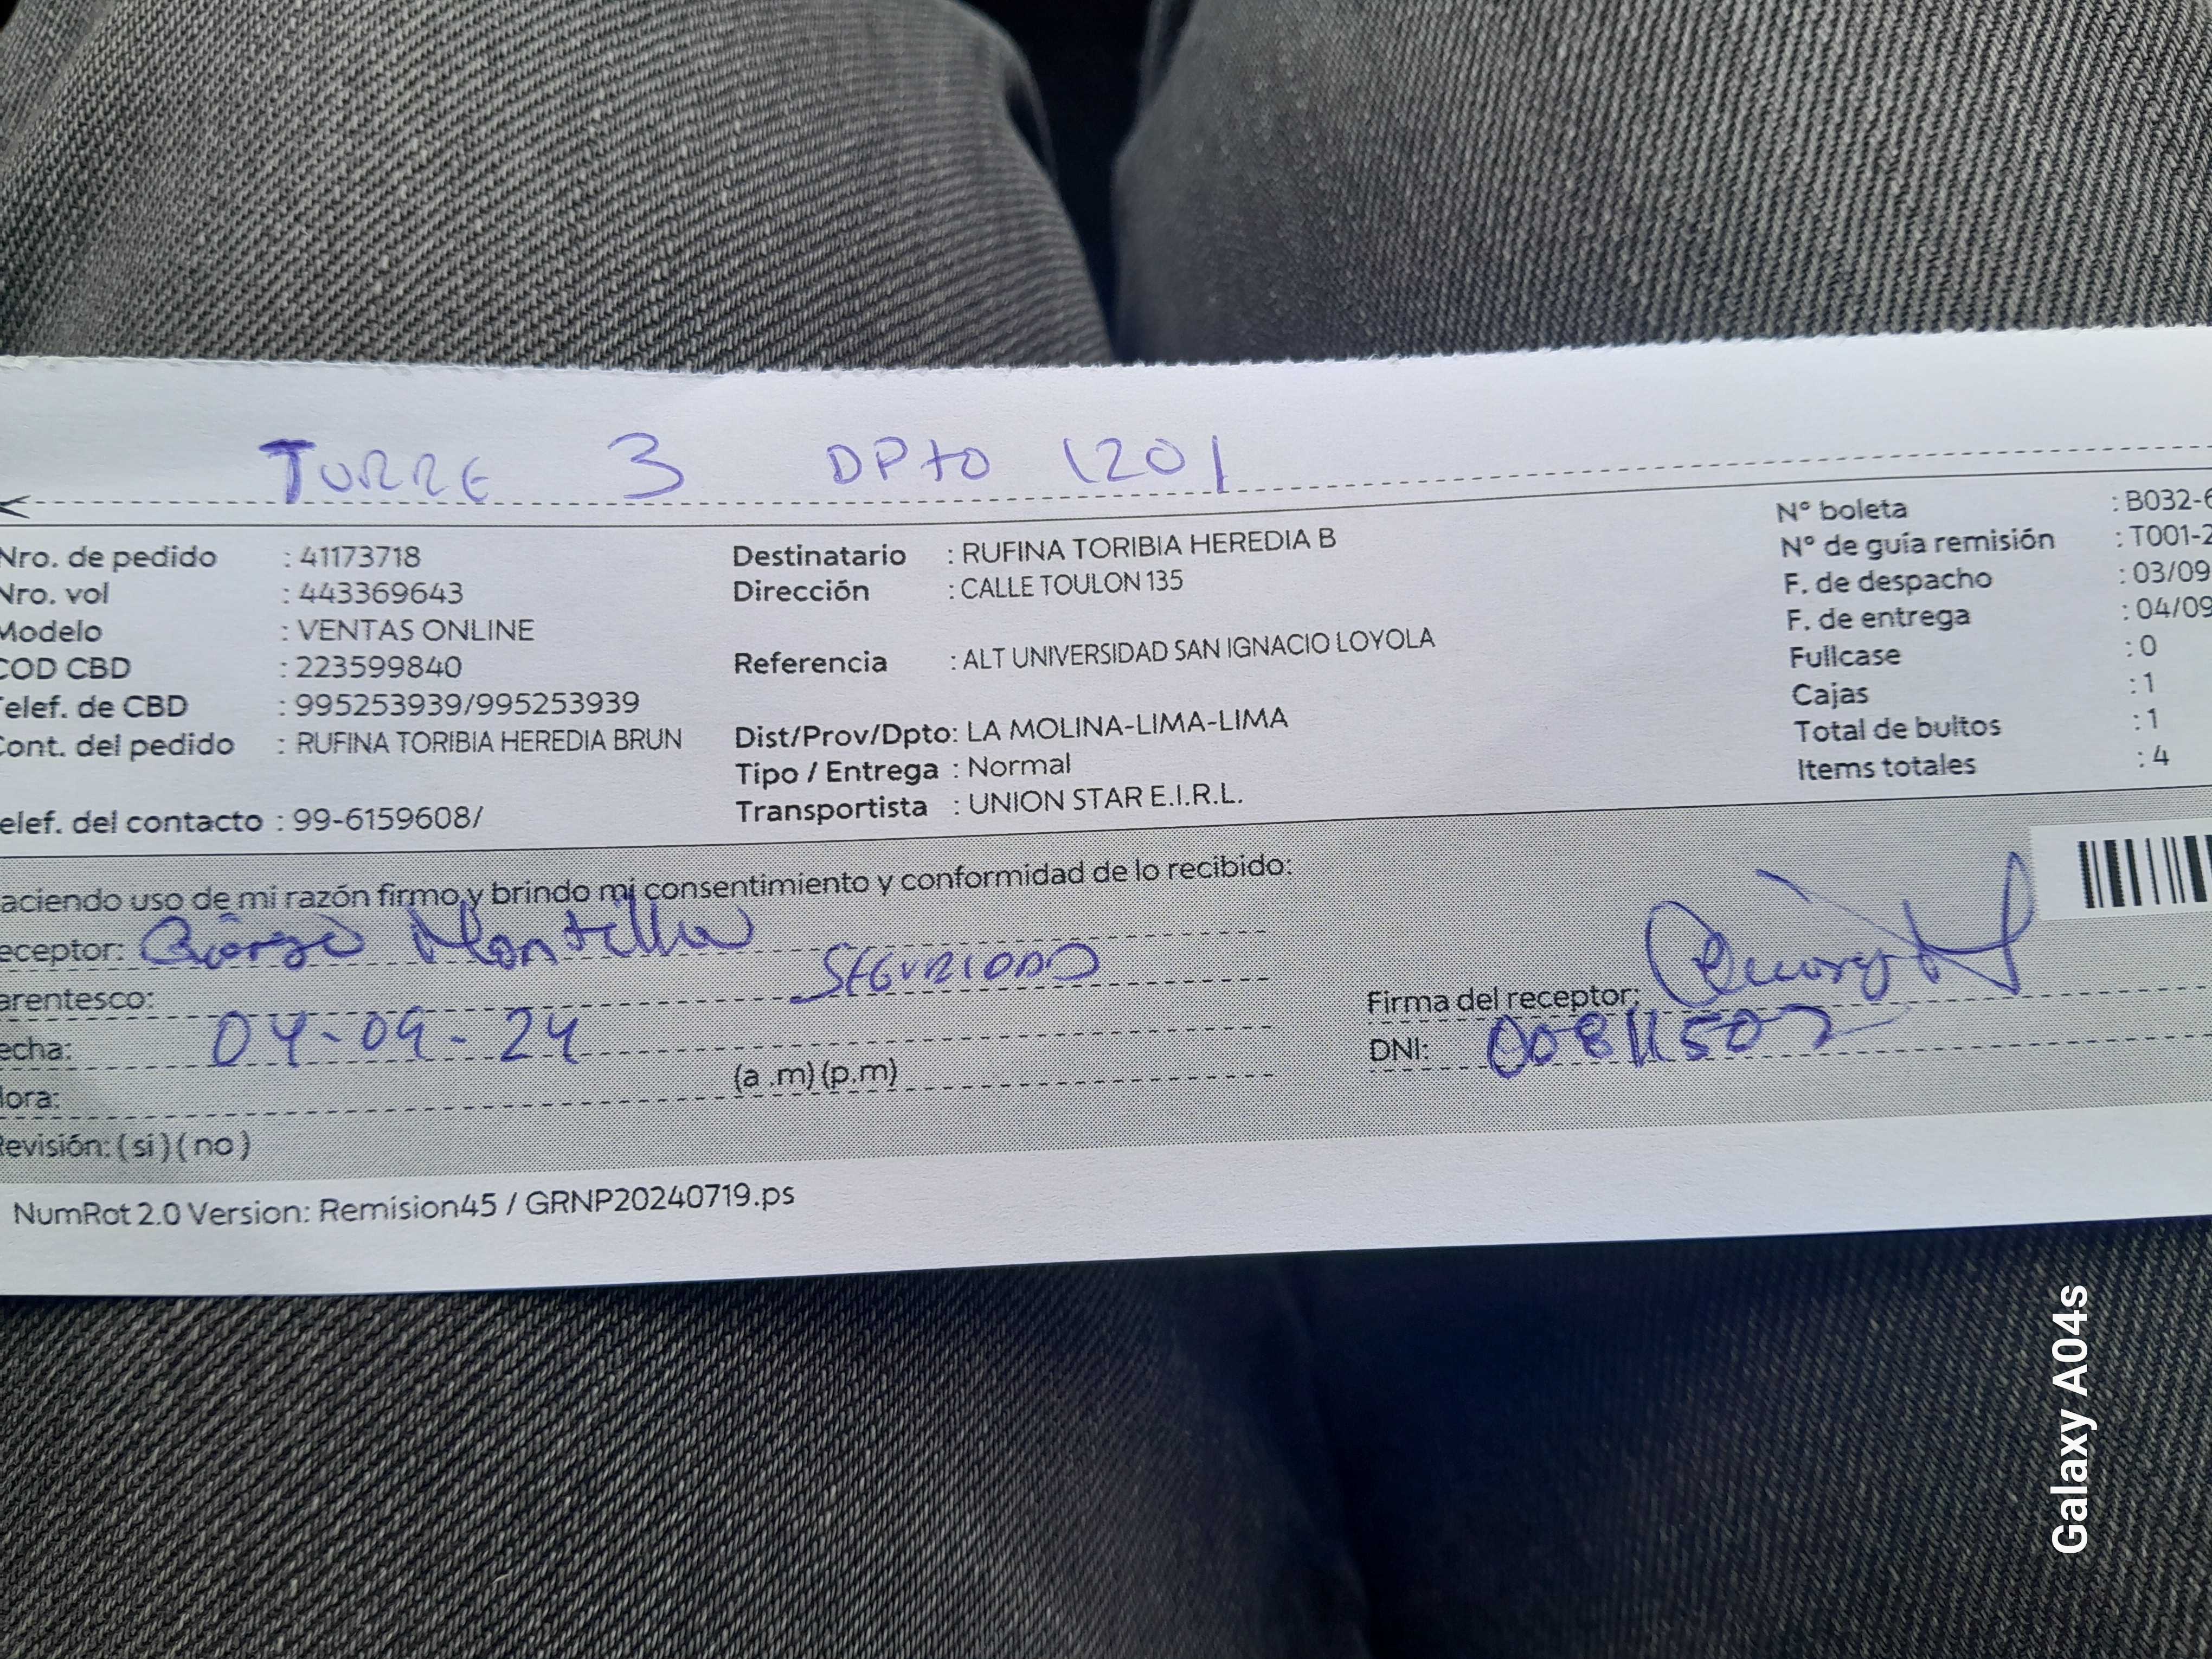 TORRE 3 DPTO 1201
Nro. de pedido : 41173718
Nro. vol : 443369643
Modelo : VENTAS ONLINE
COD CBD : 223599840
Telef. de CBD : 995253939/995253939
Cont. del pedido : RUFINA TORIBIA HEREDIA BRUN
elef. del contacto : 99-6159608/
Destinatario : RUFINA TORIBIA HEREDIA B
Dirección : CALLE TOULON 135
Referencia : ALT UNIVERSIDAD SAN IGNACIO LOYOLA
Dist/Prov/Dpto: LA MOLINA-LIMA-LIMA
Tipo / Entrega : Normal
Transportista : UNION STAR E.I.R.L.
N° boleta : B032-6
N° de guía remisión : T001-2
F. de despacho : 03/09
F. de entrega : 04/09
Fullcase : 0
Cajas : 1
Total de bultos : 1
Items totales : 4
aciendo uso de mi razón firmo y brindo mi consentimiento y conformidad de lo recibido:
eceptor: Montilla
arentesco: SEGURIDAD
echa: 04-09-24
ora: (a .m) (p.m)
Revisión: ( si ) ( no )
Firma del receptor:
DNI:
NumRot 2.0 Version: Remision45 / GRNP20240719.ps
Galaxy A04s